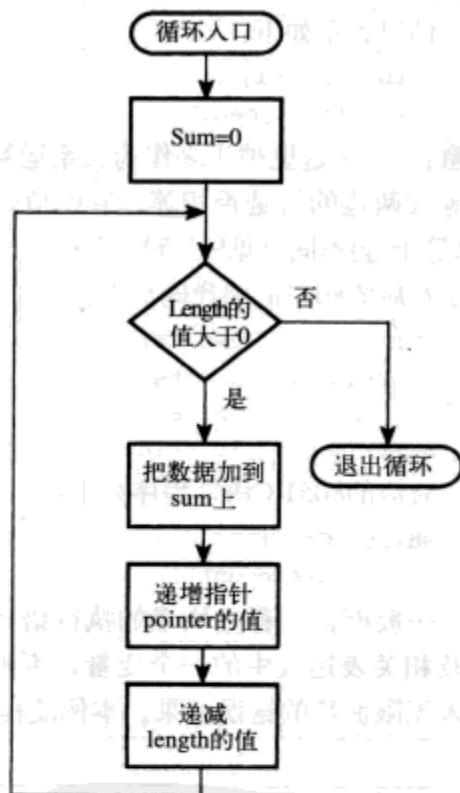 循环入口
Sum=0
Length的
值大于0
否
是
把数据加到
sum上
退出循环
递增指针
pointer的值
递减
length的值